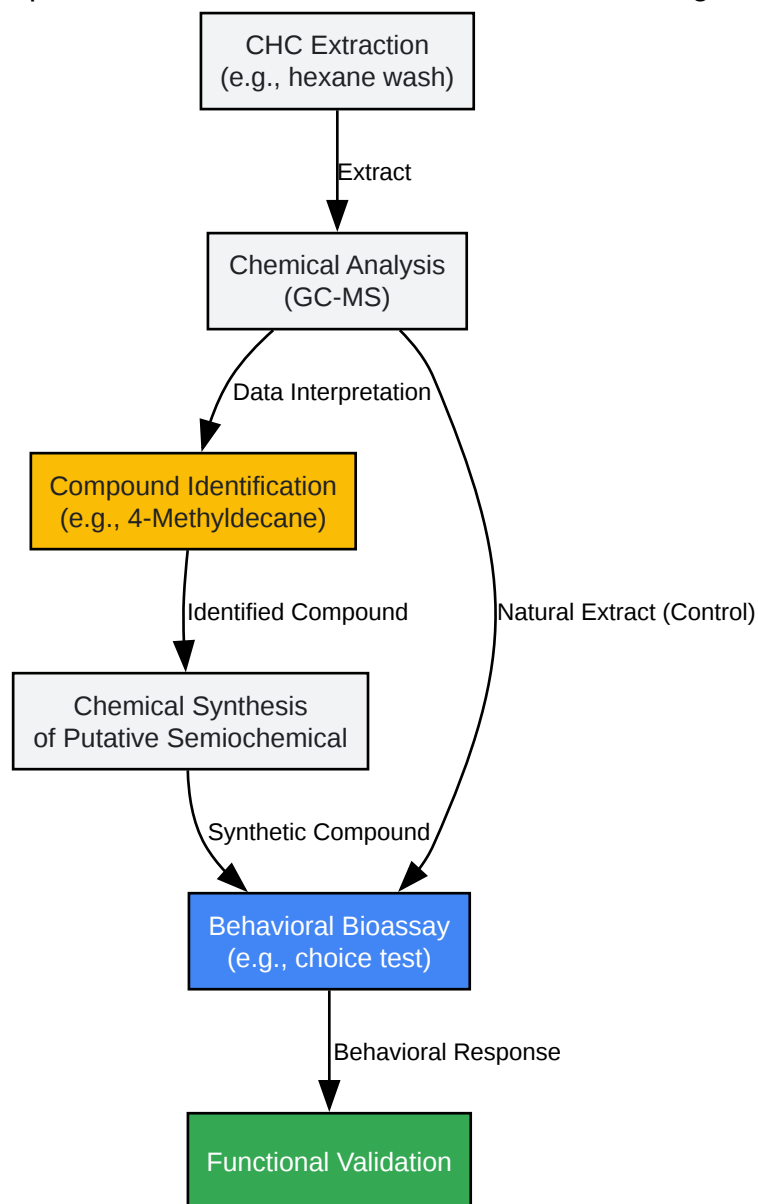 CHC Extraction
(e.g., hexane wash)
Extract
Chemical Analysis
(GC-MS)
Data Interpretation
Compound Identification
(e.g., 4-Methyldecane)
Identified Compound
Natural Extract (Control)
Chemical Synthesis
of Putative Semiochemical
Synthetic Compound
Behavioral Bioassay
(e.g., choice test)
Behavioral Response
Functional Validation